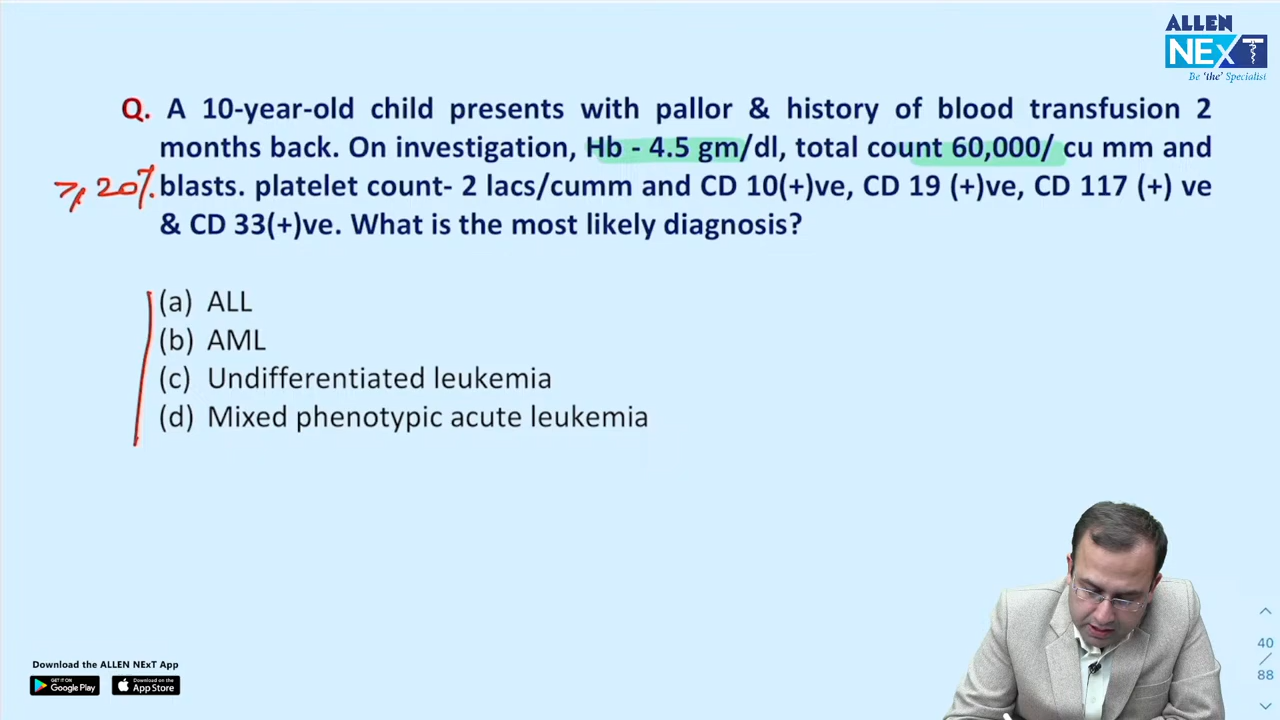 ALLEN
NEXT
Be 'the' Specialist
Q. A 10-year-old child presents with pallor & history of blood transfusion 2
months back. On investigation, Hb - 4.5 gm/dl, total count 60,000/ cu mm and
≥ 20% blasts. platelet count- 2 lacs/cumm and CD 10(+)ve, CD 19 (+)ve, CD 117 (+) ve
& CD 33(+)ve. What is the most likely diagnosis?
(a) ALL
(b) AML
(c) Undifferentiated leukemia
(d) Mixed phenotypic acute leukemia
Download the ALLEN NExT App
GET IT ON
Google Play
Download on the
App Store
40
/
88